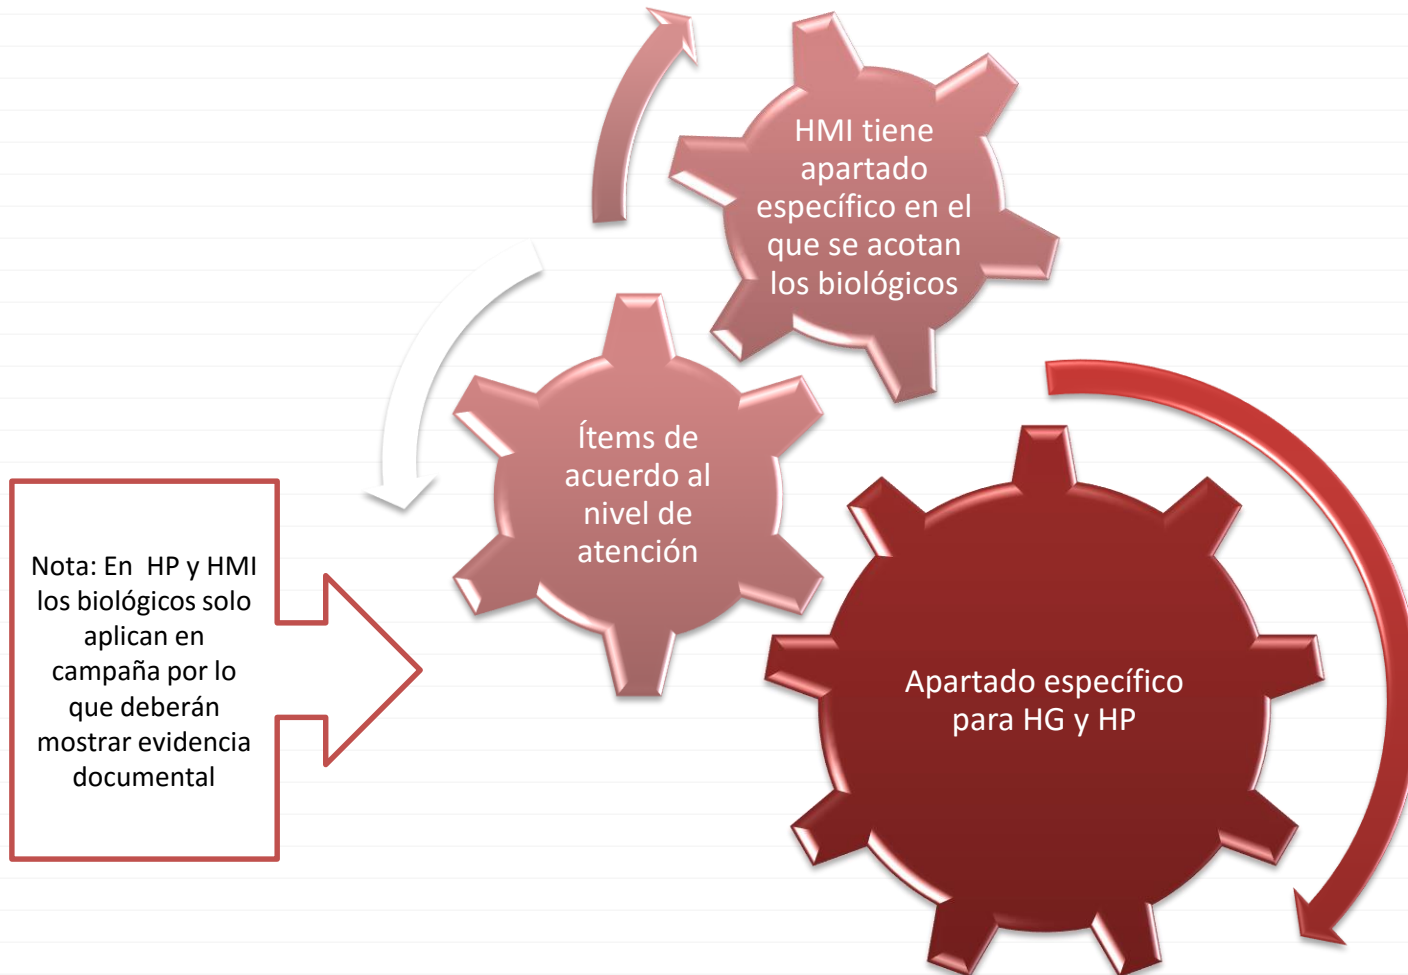 HMI tiene
apartado
específico en el
que se acotan
los biológicos
Ítems de
acuerdo al
nivel de
atención
Nota: En  HP y HMI
los biológicos solo
aplican en
campaña por lo
que deberán
mostrar evidencia
documental
Apartado específico
para HG y HP